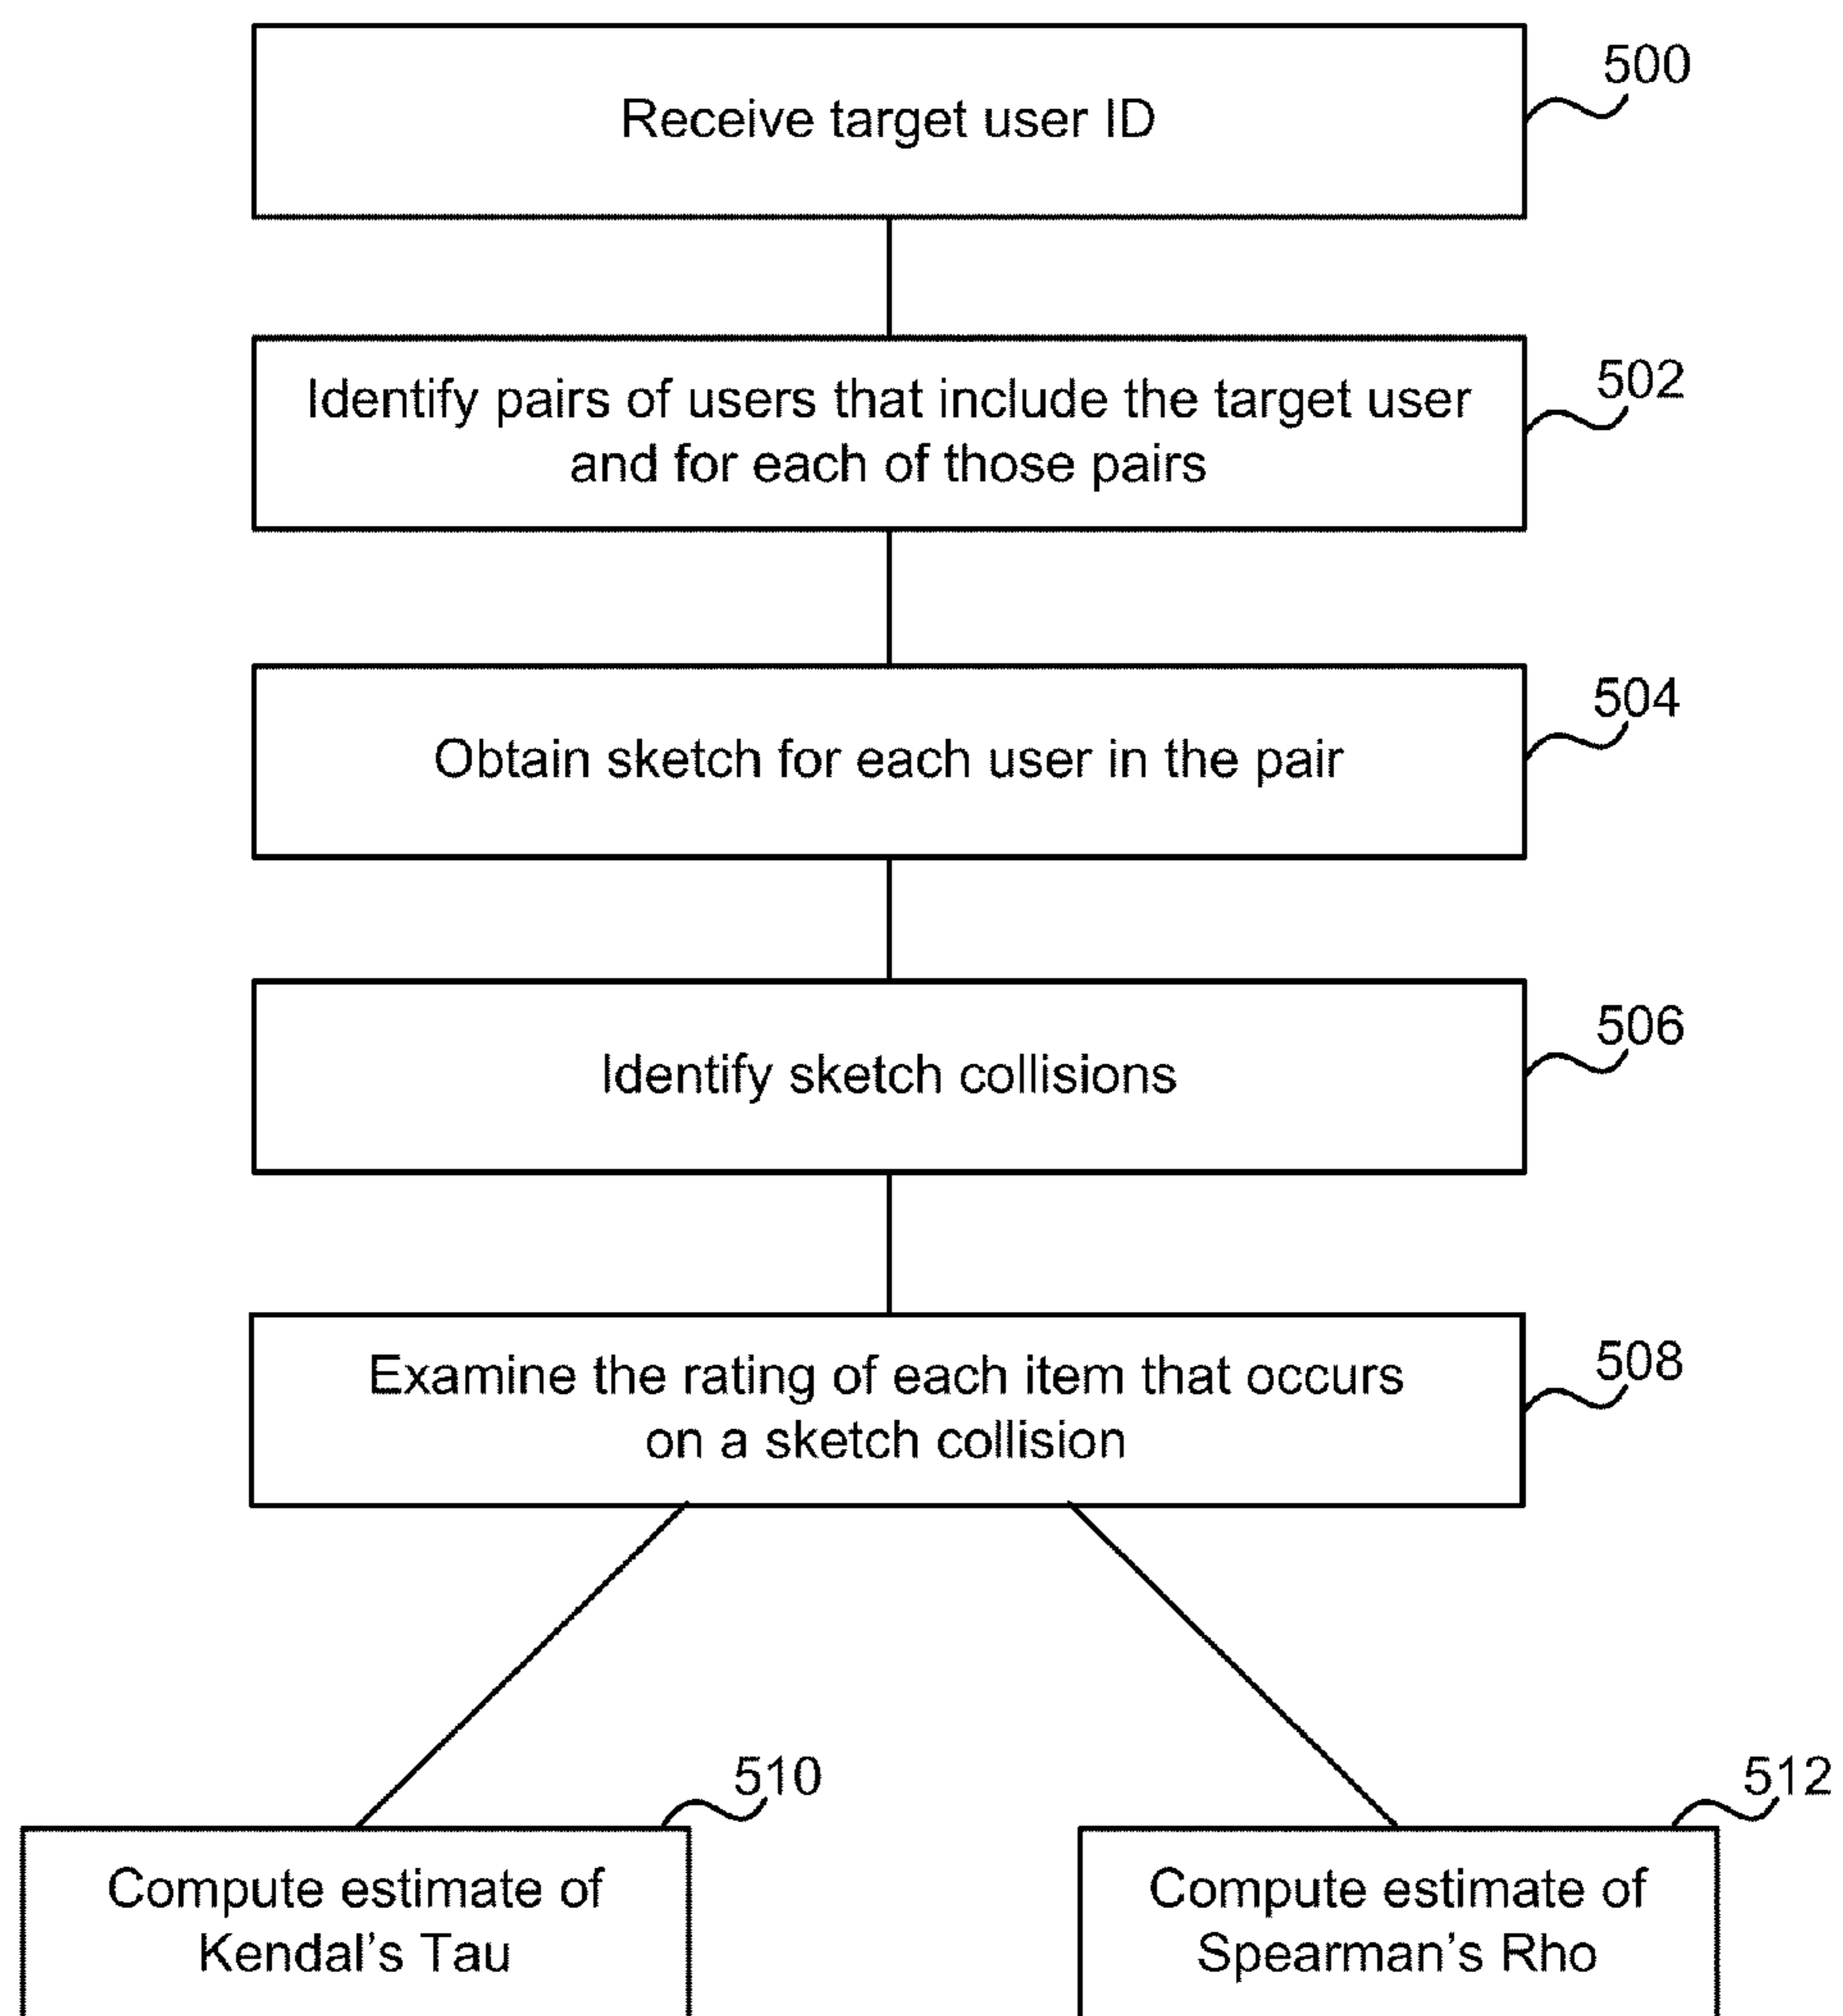 500
Receive target user ID
502
Identify pairs of users that include the target user
and for each of those pairs
504
Obtain sketch for each user in the pair
506
Identify sketch collisions
508
Examine the rating of each item that occurs
on a sketch collision
510
Compute estimate of
Kendal's Tau
512
Compute estimate of
Spearman's Rho